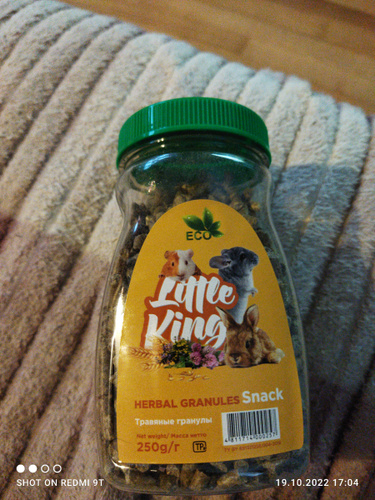 ECO
Little
King
HERBAL GRANULES Snack
Травяные гранулы
Net weight/ Масса нетто
250g/г
SHOT ON REDMI 9T
19.10.2022 17:04